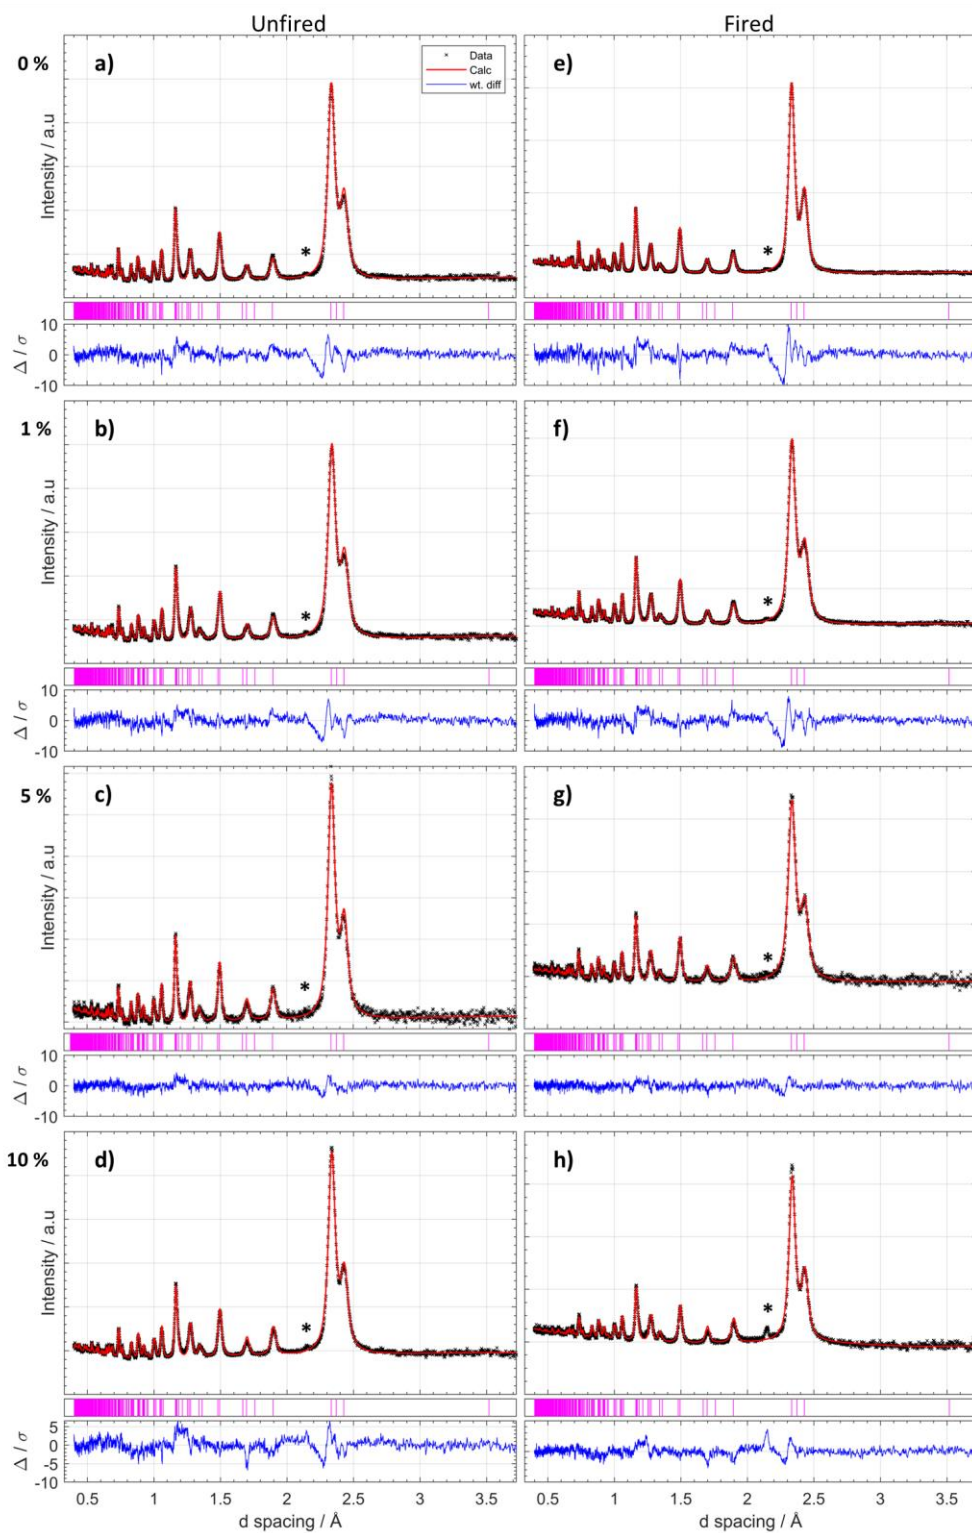 Unfired
Fired
0 %
a)
Data
Calc
wt. diff
*
Intensity / a.u
e)
*
10
0
-10
Δ / σ
1 %
b)
*
Intensity / a.u
f)
*
10
0
-10
Δ / σ
5 %
c)
*
Intensity / a.u
g)
*
10
0
-10
Δ / σ
10 %
d)
*
Intensity / a.u
h)
*
5
0
-5
-10
Δ / σ
0.5 1 1.5 2 2.5 3 3.5
0.5 1 1.5 2 2.5 3 3.5
d spacing / Å
d spacing / Å